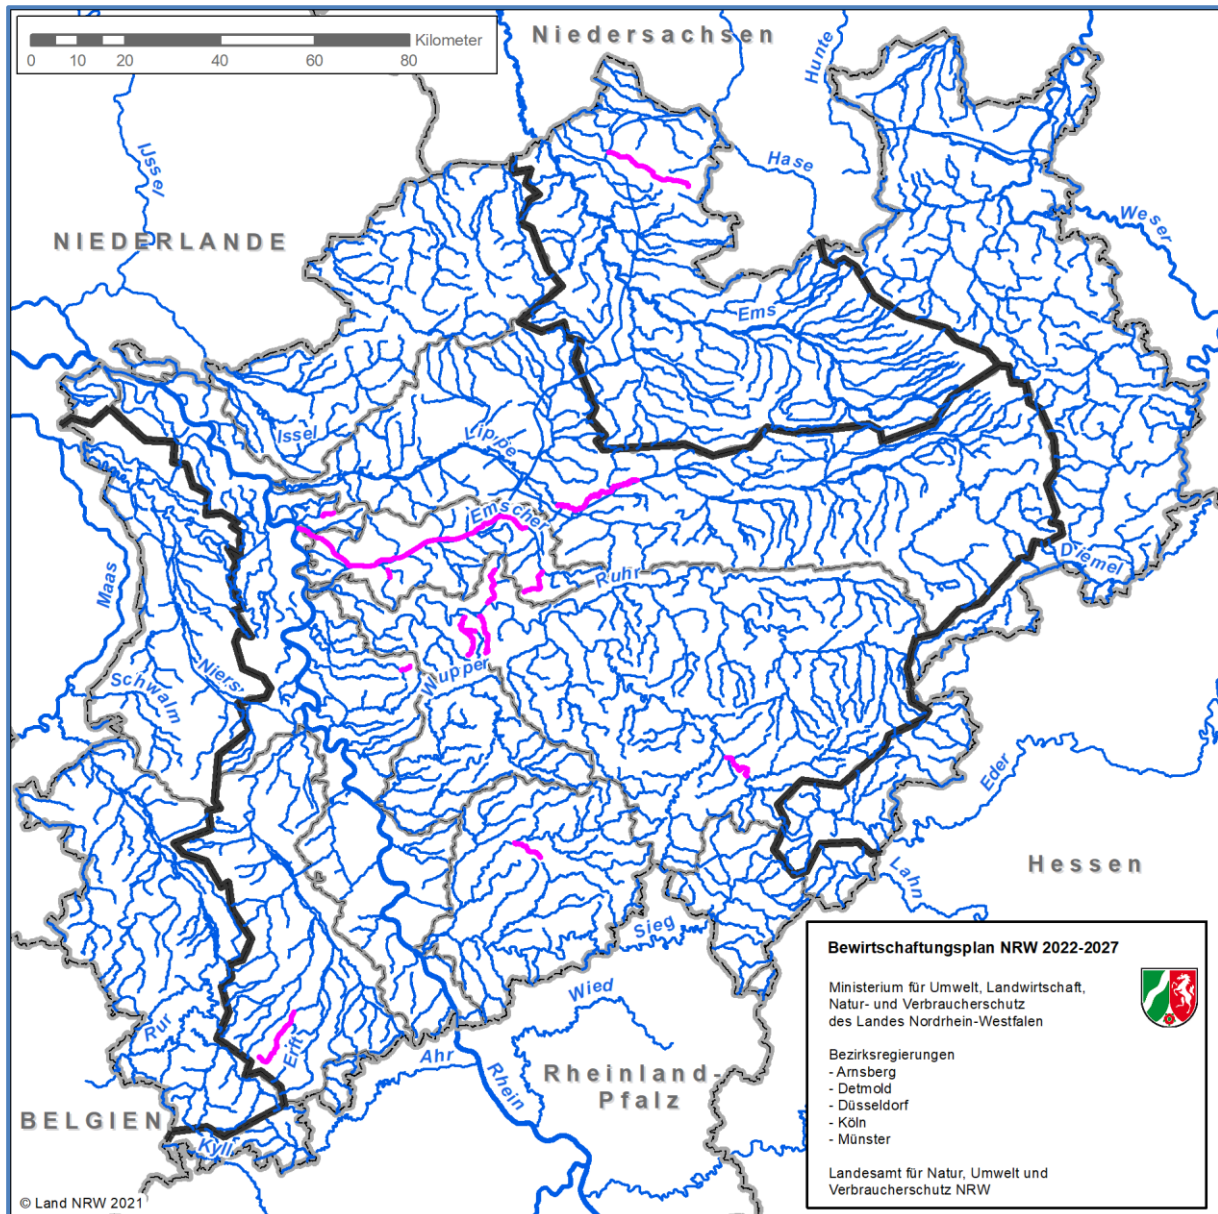 Kilometer
0 10 20 40 60 80
Niedersachsen
Hunte
IJssel
Hase
Weser
NIEDERLANDE
Ems
Issel
Lippe
Emscher
Maas
Ruhr
Diemel
Niers
Schwalm
Wupper
Eder
Hessen
Lahn
Sieg
Wied
Rur
Erft
Ahr
Rhein
Rheinland-
Pfalz
BELGIEN
Kyll
Bewirtschaftungsplan NRW 2022-2027
Ministerium für Umwelt, Landwirtschaft,
Natur- und Verbraucherschutz
des Landes Nordrhein-Westfalen
Bezirksregierungen
- Arnsberg
- Detmold
- Düsseldorf
- Köln
- Münster
Landesamt für Natur, Umwelt und
Verbraucherschutz NRW
© Land NRW 2021